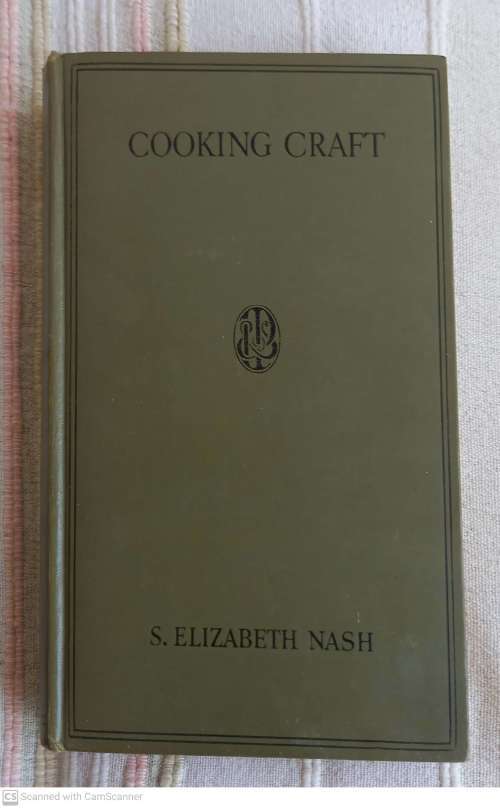 COOKING CRAFT
S. ELIZABETH NASH
CS Scanned with CamScanner